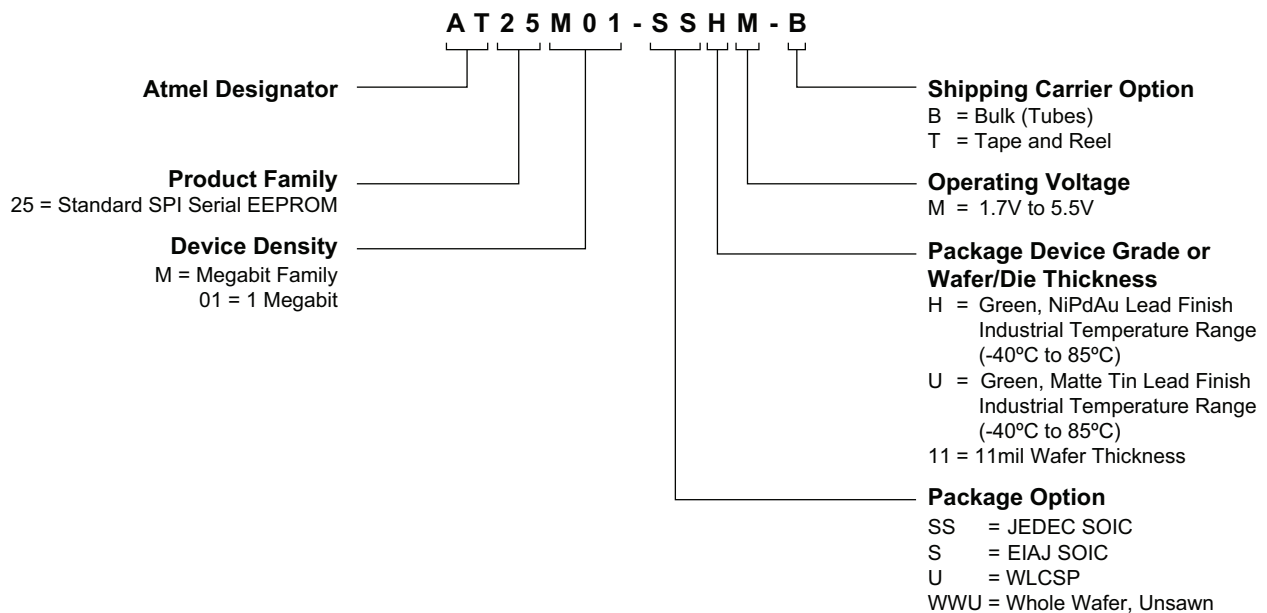 A T 2 5 M 0 1 - S S H M - B
Atmel Designator
Product Family
25 = Standard SPI Serial EEPROM
Device Density
M = Megabit Family
01 = 1 Megabit
Shipping Carrier Option
B = Bulk (Tubes)
T = Tape and Reel
Operating Voltage
M = 1.7V to 5.5V
Package Device Grade or
Wafer/Die Thickness
H = Green, NiPdAu Lead Finish
Industrial Temperature Range
(-40ºC to 85ºC)
U = Green, Matte Tin Lead Finish
Industrial Temperature Range
(-40ºC to 85ºC)
11 = 11mil Wafer Thickness
Package Option
SS = JEDEC SOIC
S = EIAJ SOIC
U = WLCSP
WWU = Whole Wafer, Unsawn